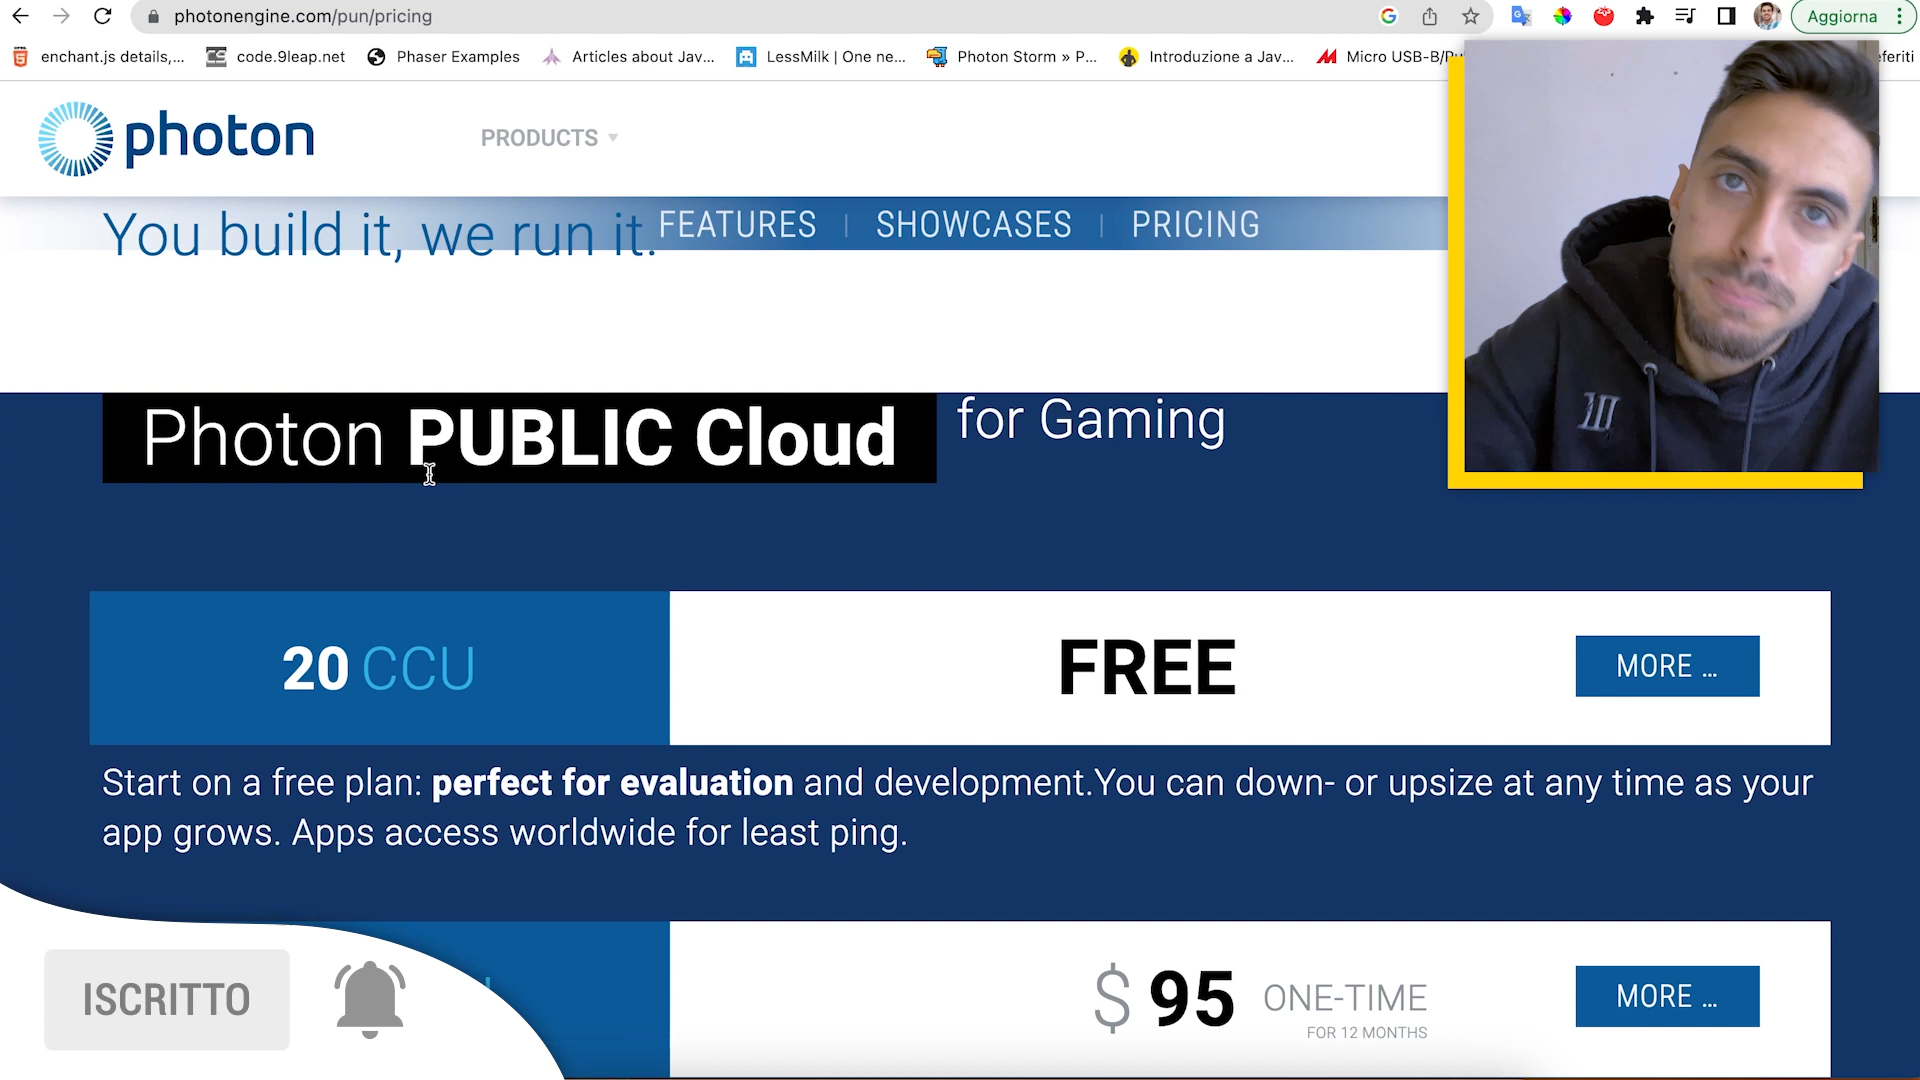 photonengine.com/pun/pricing
Aggiorna
enchant.js details,...
code.9leap.net
Phaser Examples
Articles about Jav...
LessMilk | One ne...
Photon Storm » P...
Introduzione a Jav...
Micro USB-B/
photon
PRODUCTS
You build it, we run it.
FEATURES | SHOWCASES | PRICING
Photon PUBLIC Cloud for Gaming
20 CCU
FREE
MORE ...
Start on a free plan: perfect for evaluation and development.You can down- or upsize at any time as your
app grows. Apps access worldwide for least ping.
$ 95 ONE-TIME
FOR 12 MONTHS
MORE ...
ISCRITTO